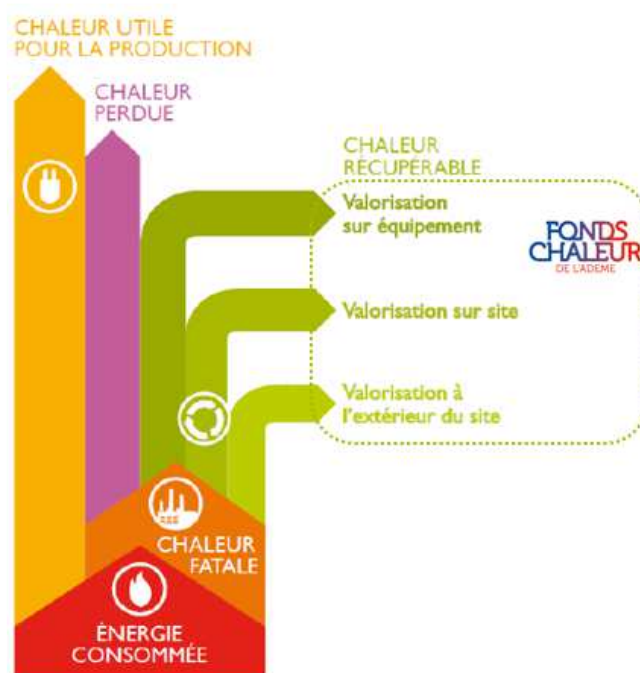 CHALEUR UTILE
POUR LA PRODUCTION
CHALEUR
PERDUE
CHALEUR
RÉCUPÉRABLE
Valorisation
sur équipement
FONDS
CHALEUR
DE L'ADEME
Valorisation sur site
Valorisation à
l'extérieur du site
CHALEUR
FATALE
ÉNERGIE
CONSOMMÉE